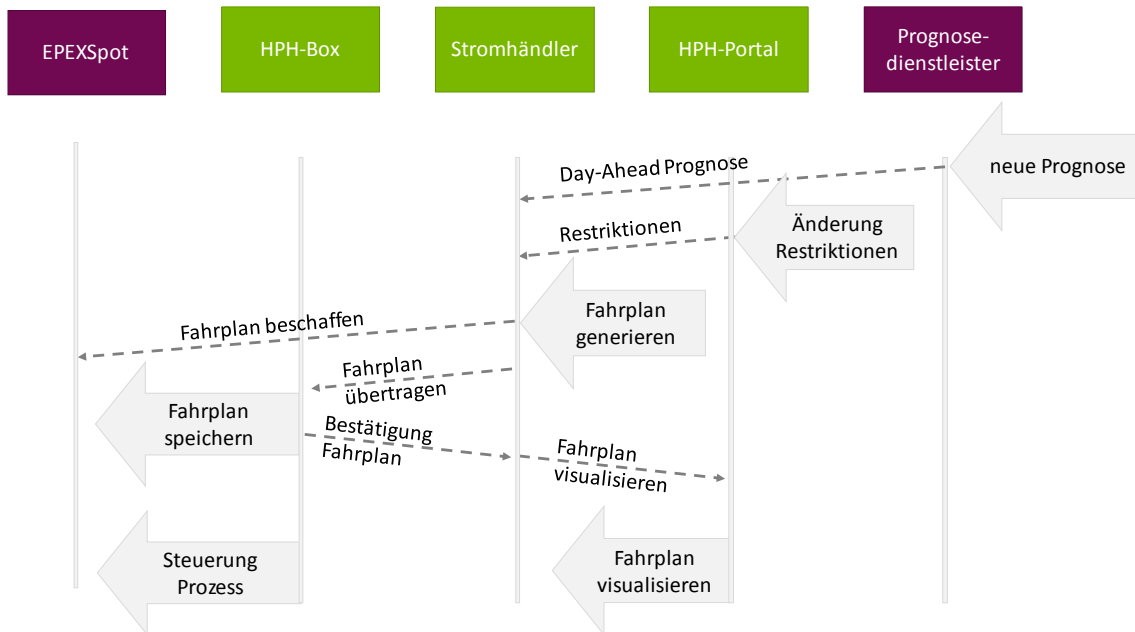 EPEXSpot
HPH-Box
Stromhändler
HPH-Portal
Prognose-
dienstleister
Day-Ahead Prognose
neue Prognose
Restriktionen
Änderung
Restriktionen
Fahrplan beschaffen
Fahrplan
generieren
Fahrplan
übertragen
Fahrplan
speichern
Bestätigung
Fahrplan
Fahrplan
visualisieren
Steuerung
Prozess
Fahrplan
visualisieren